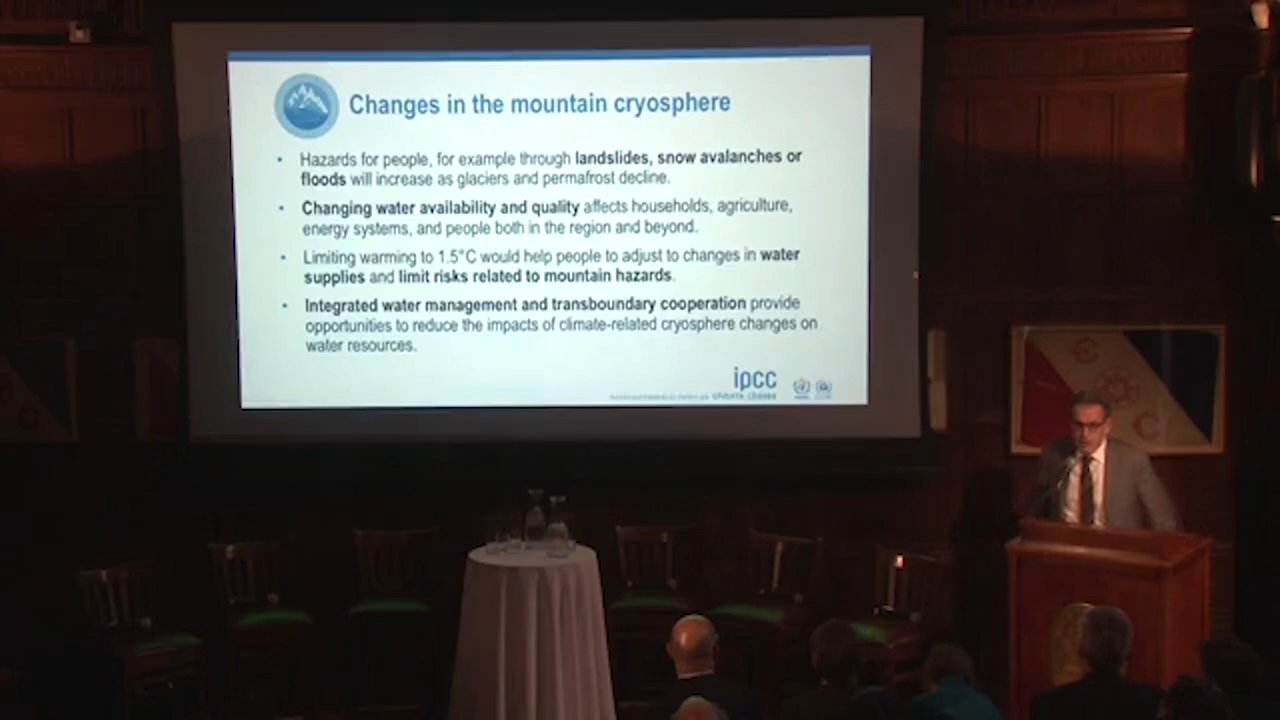 Changes in the mountain cryosphere
• Hazards for people, for example through landslides, snow avalanches or
floods will increase as glaciers and permafrost decline.
• Changing water availability and quality affects households, agriculture,
energy systems, and people both in the region and beyond.
• Limiting warming to 1.5°C would help people to adjust to changes in water
supplies and limit risks related to mountain hazards.
• Integrated water management and transboundary cooperation provide
opportunities to reduce the impacts of climate-related cryosphere changes on
water resources.
ipcc
climate change